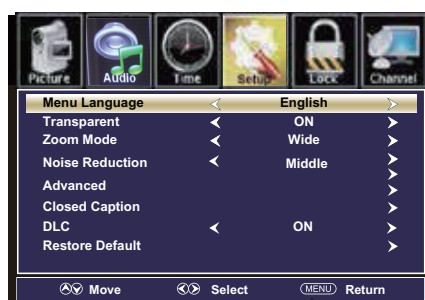 Picture Audio Time Setup Lock Channel
Menu Language English
Transparent ON
Zoom Mode Wide
Noise Reduction Middle
Advanced
Closed Caption
DLC ON
Restore Default
Move Select MENU Return